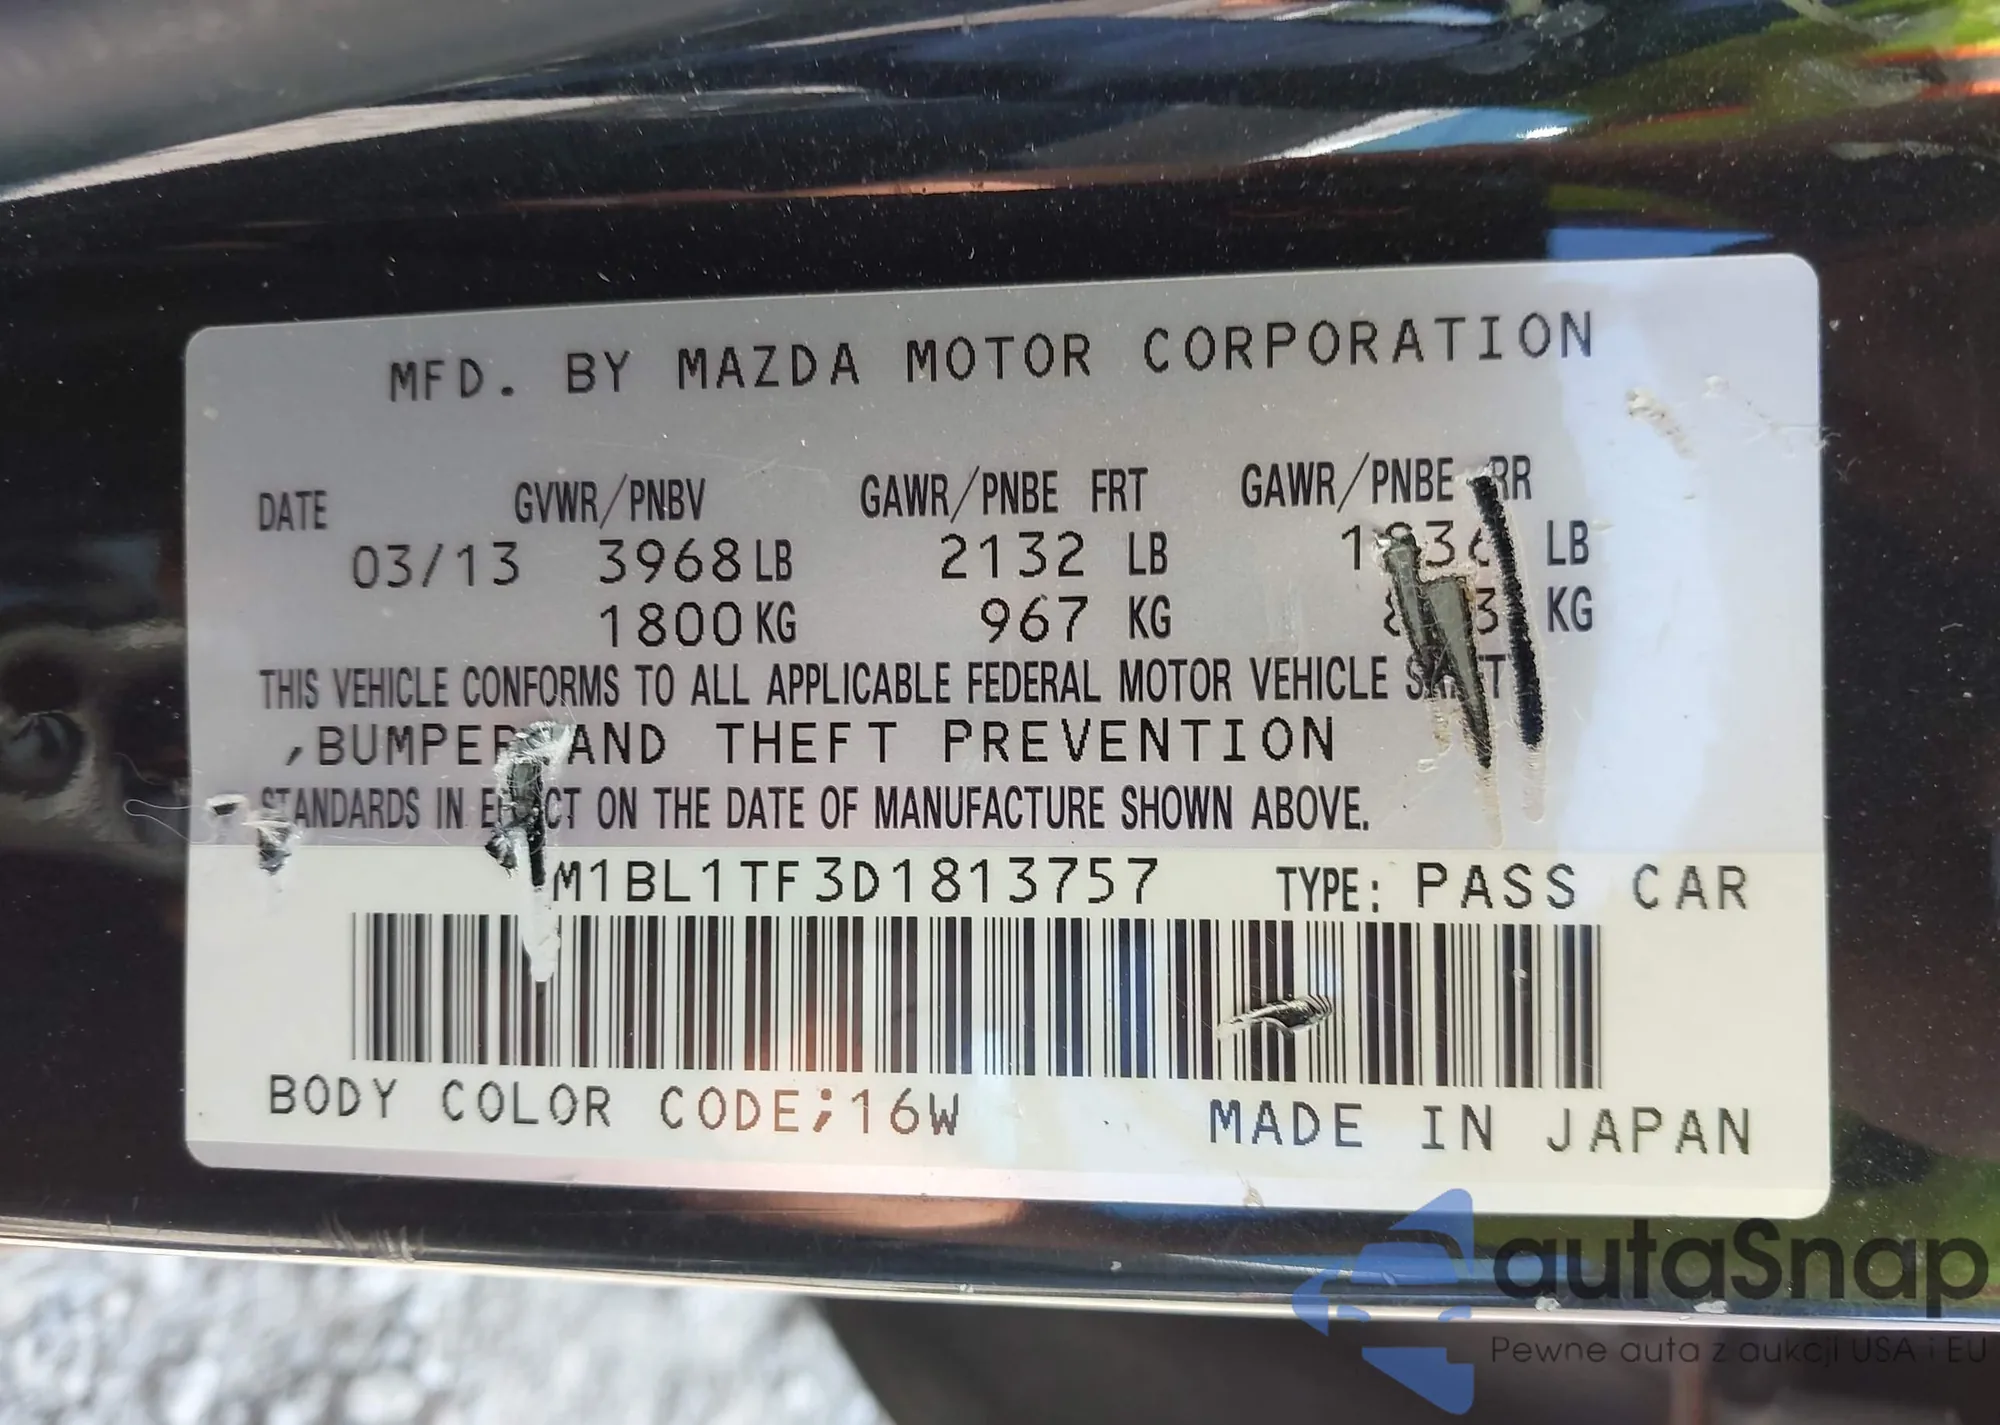 MFD. BY MAZDA MOTOR CORPORATION
DATE GVWR/PNBV GAWR/PNBE FRT GAWR/PNBE RR
03/13 3968 LB 2132 LB LB
1800 KG 967 KG KG
THIS VEHICLE CONFORMS TO ALL APPLICABLE FEDERAL MOTOR VEHICLE
,BUMPER AND THEFT PREVENTION
STANDARDS IN EFFECT ON THE DATE OF MANUFACTURE SHOWN ABOVE.
M1BL1TF3D1813757 TYPE: PASS CAR
BODY COLOR CODE;16W MADE IN JAPAN
autaSnap
Pewne auta z aukcji USA i EU